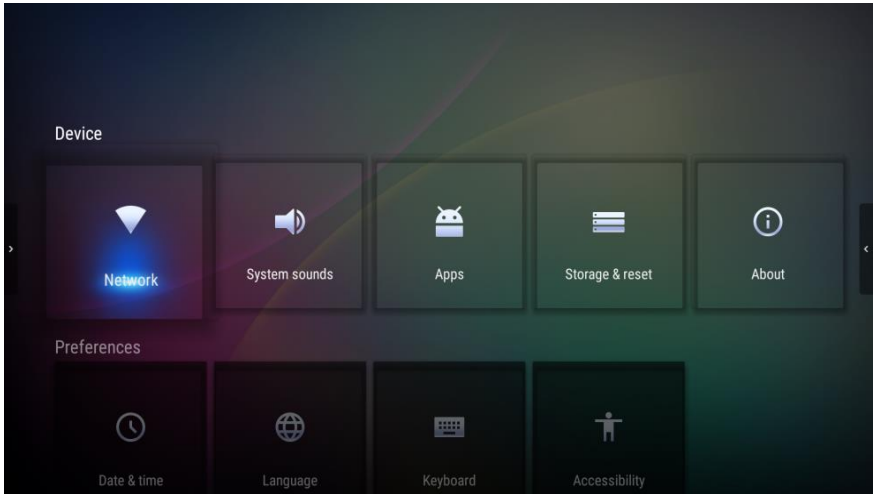 Device
Network
System sounds
Apps
Storage & reset
About
Preferences
Date & time
Language
Keyboard
Accessibility